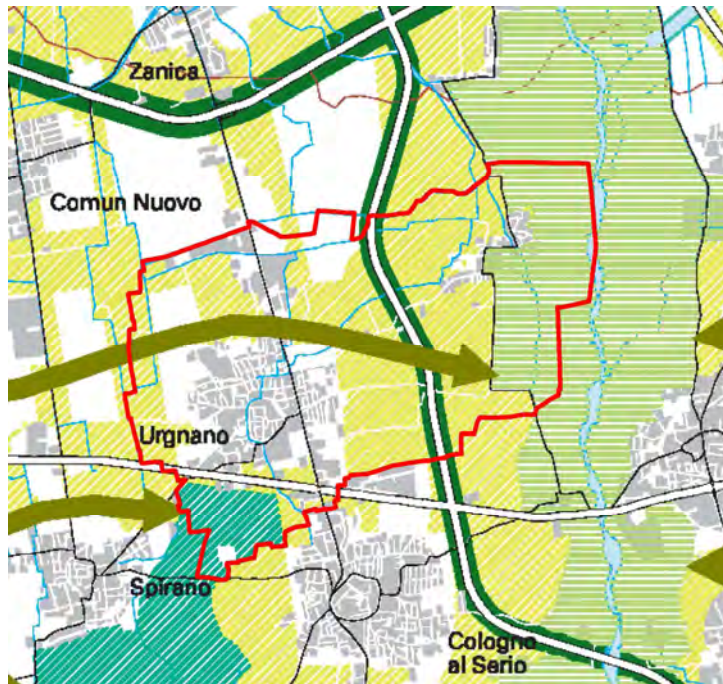 Zanica
Comun Nuovo
Urgnano
Spirano
Cologno
al Serio